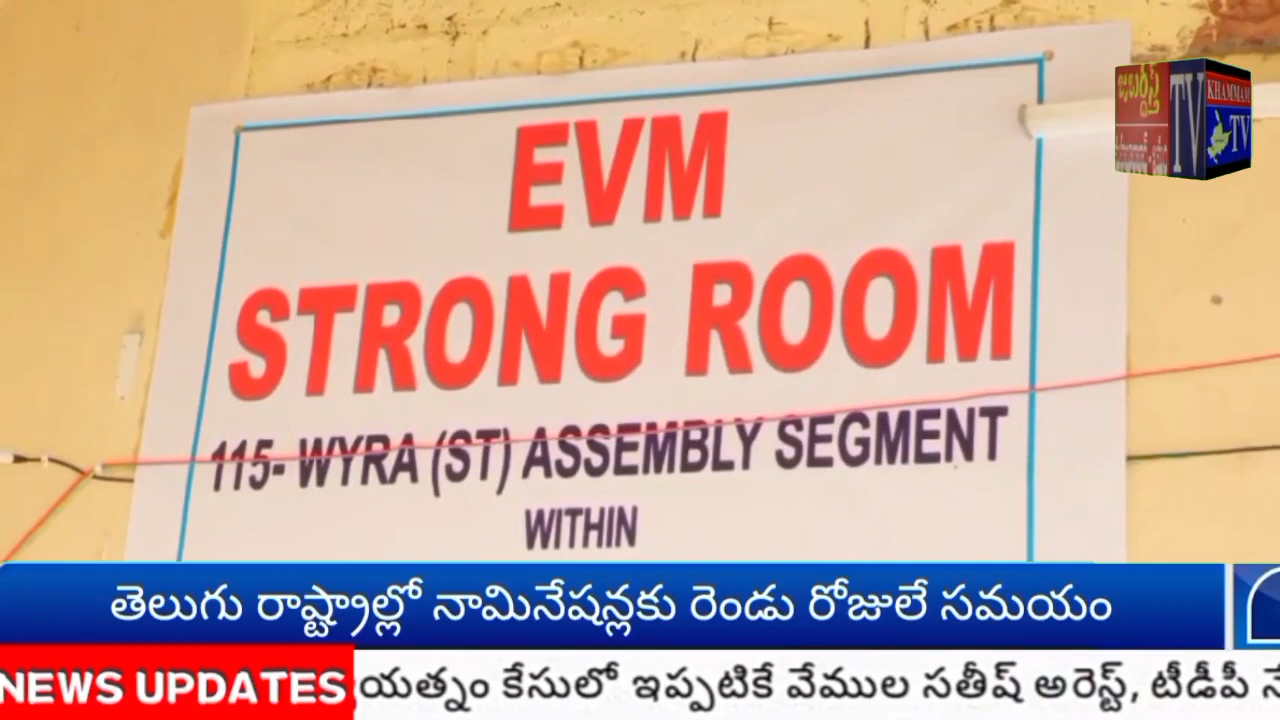 EVM
STRONG ROOM
115- WYRA (ST) ASSEMBLY SEGMENT
WITHIN
TV
KHAMMAM
TV
తెలుగు రాష్ట్రాల్లో నామినేషన్లకు రెండు రోజులే సమయం
NEWS UPDATES
యత్నం కేసులో ఇప్పటికే వేముల సతీష్ అరెస్ట్, టీడీపీ